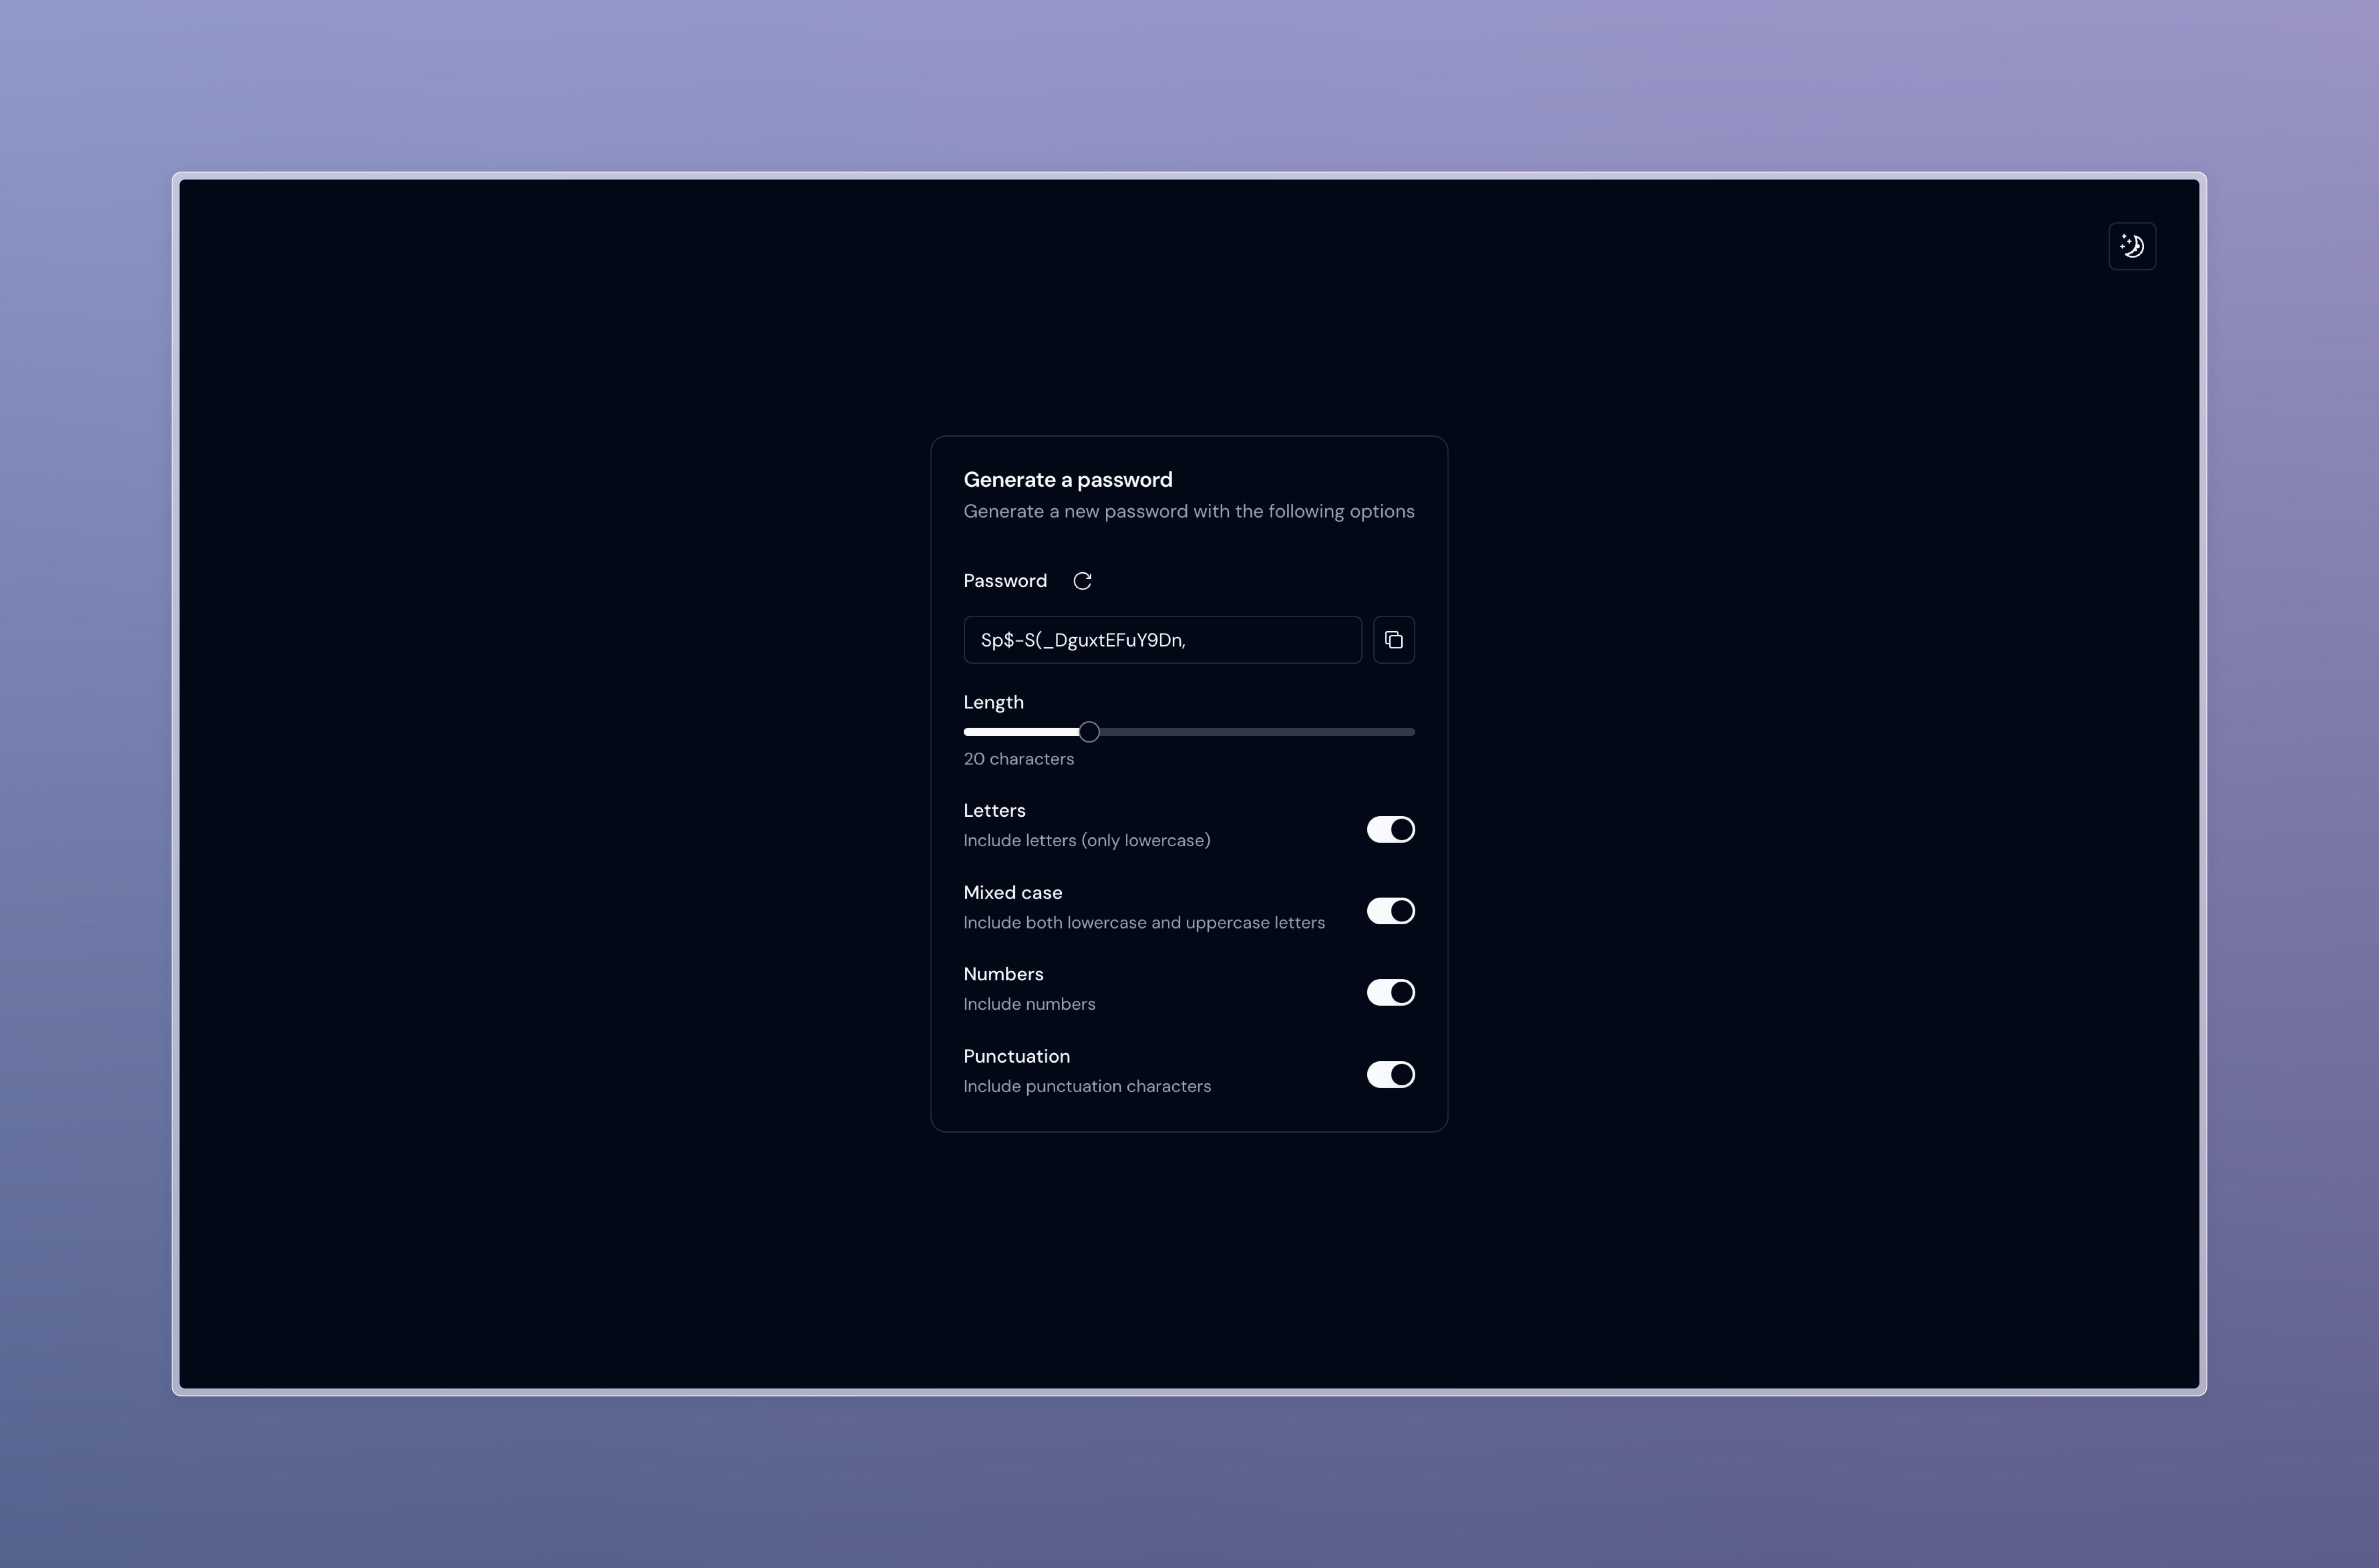 Generate a password
Generate a new password with the following options
Password
Sp$-S(_DguxtEFuY9Dn,
Length
20 characters
Letters
Include letters (only lowercase)
Mixed case
Include both lowercase and uppercase letters
Numbers
Include numbers
Punctuation
Include punctuation characters